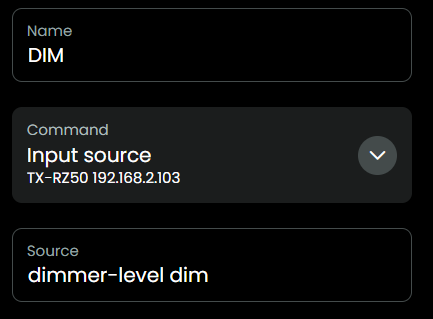 Name
DIM
Command
Input source
TX-RZ50 192.168.2.103
Source
dimmer-level dim